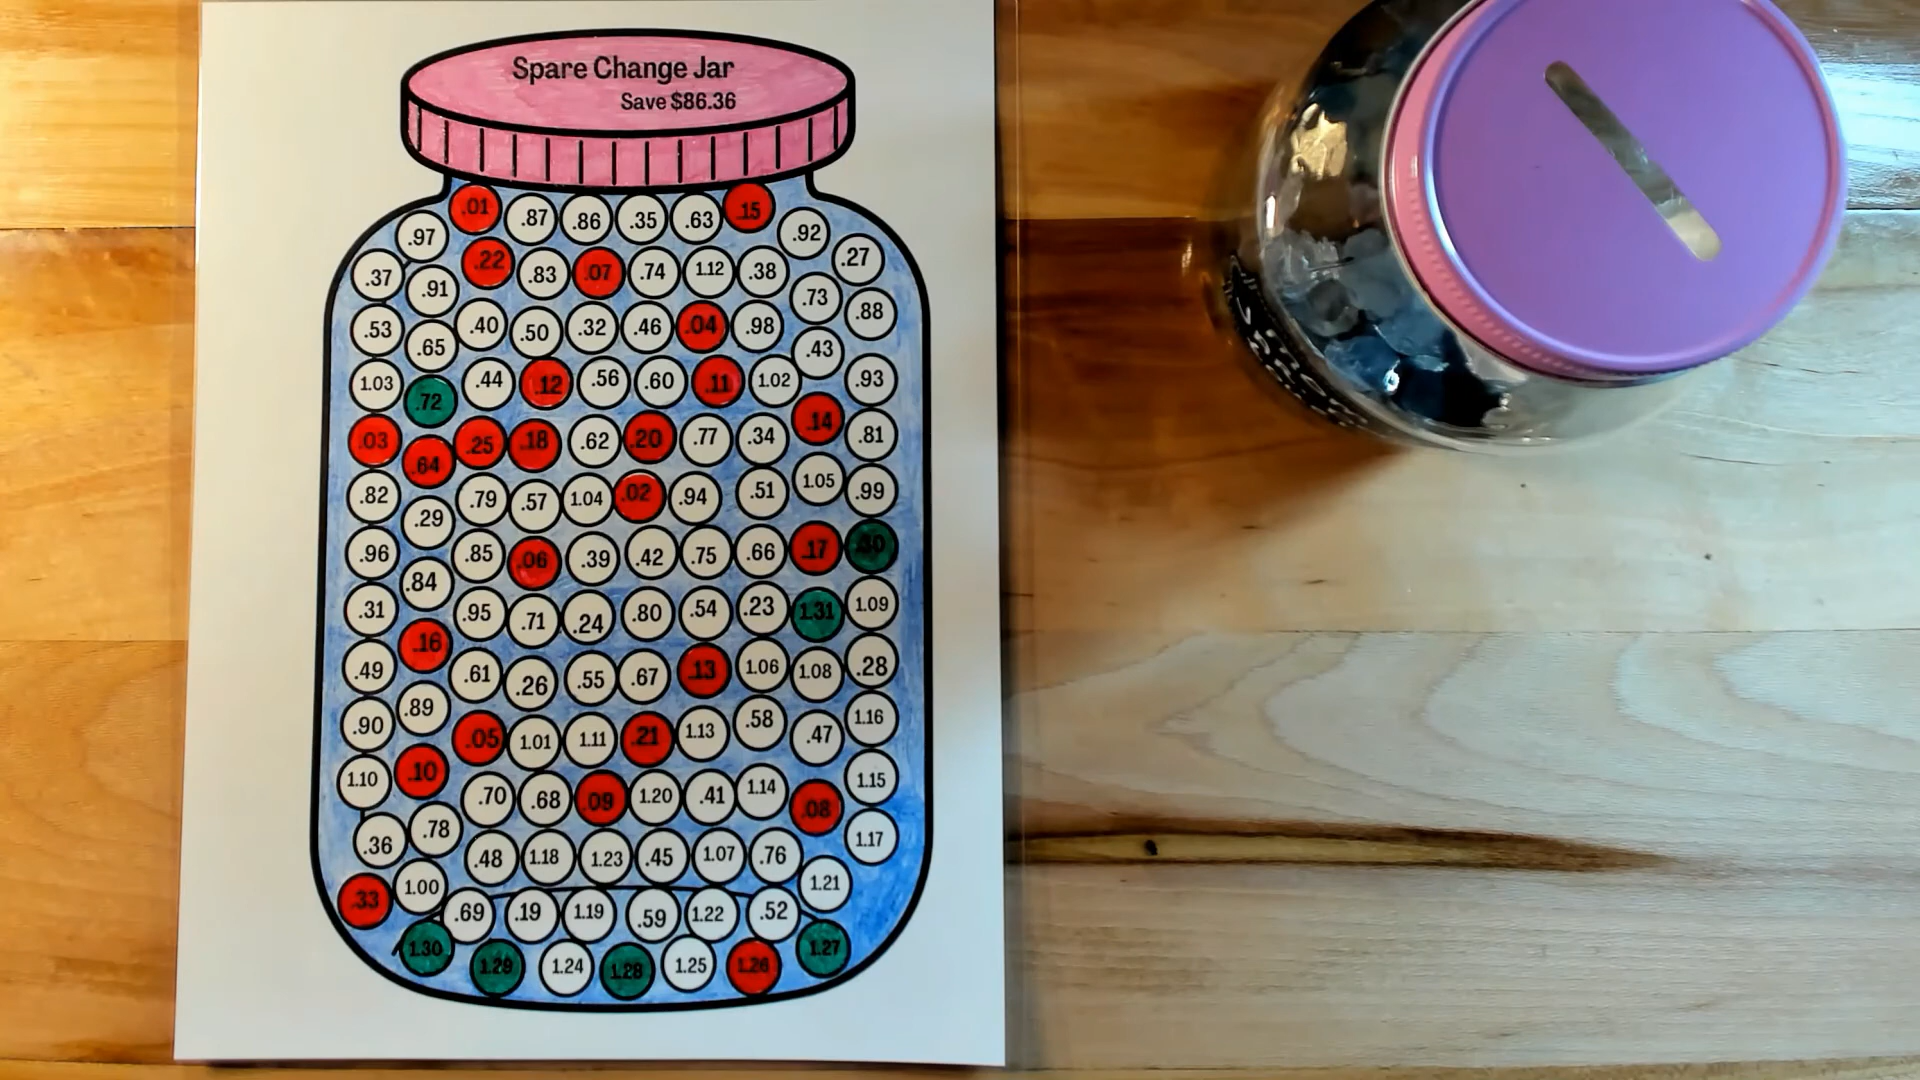 Spare Change Jar
Save $86.36
.01 .87 .86 .35 .63 .15
.97 .92
.37 .22 .83 .07 .74 1.12 .38 .27
.91 .73 .88
.53 .40 .50 .32 .46 .04 .98
.65 .43
1.03 .44 .12 .56 .60 .11 1.02 .93
.72 .14
.03 .25 .18 .62 .20 .77 .34 .81
.64
.82 .79 .57 1.04 .02 .94 .51 1.05 .99
.29
.96 .85 .06 .39 .42 .75 .66 .17
.84
.31 .95 .71 .24 .80 .54 .23 1.31 1.09
.16
.49 .61 .26 .55 .67 .13 1.06 1.08 .28
.89
.90 .05 1.01 1.11 .21 1.13 .58 .47 1.16
1.10 .10 .70 .68 .09 1.20 .41 1.14 .08 1.15
.36 .78 1.17
.48 1.18 1.23 .45 1.07 .76
.33 1.00 1.21
.69 .19 1.19 .59 1.22 .52
1.30 1.29 1.24 1.28 1.25 1.26 1.27